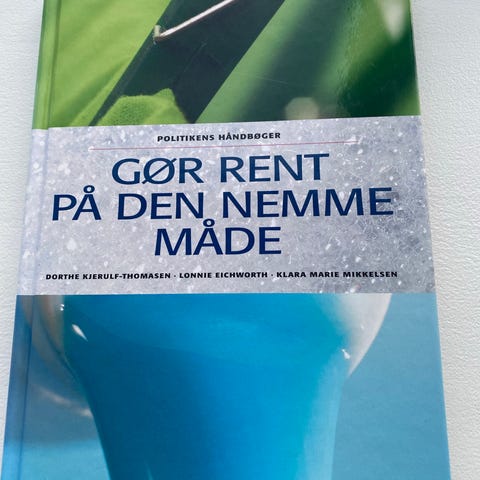 POLITIKENS HÅNDBØGER
GØR RENT
PÅ DEN NEMME
MÅDE
DORTHE KJERULF-THOMASEN · LONNIE EICHWORTH · KLARA MARIE MIKKELSEN